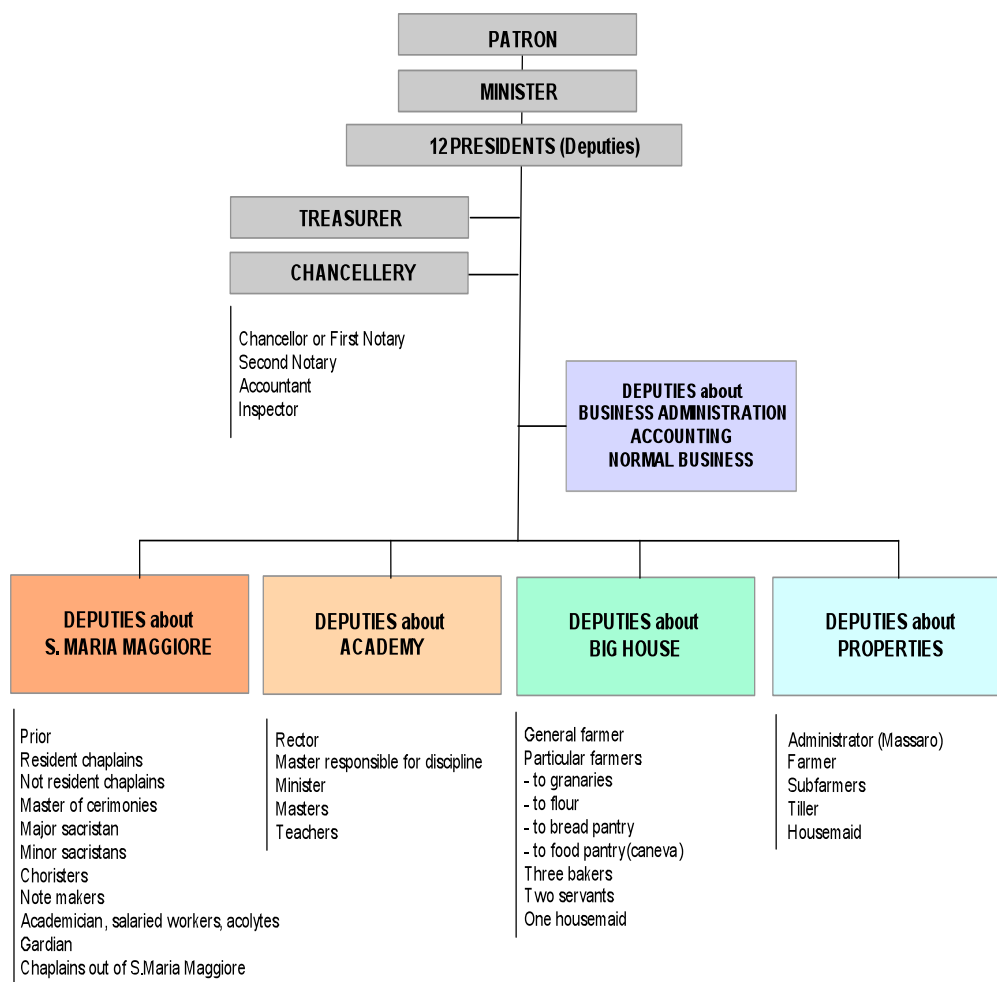 PATRON
MINISTER
12 PRESIDENTS (Deputies)
TREASURER
CHANCELLERY
Chancellor or First Notary
Second Notary
Accountant
Inspector
DEPUTIES about
BUSINESS ADMINISTRATION
ACCOUNTING
NORMAL BUSINESS
DEPUTIES about
S. MARIA MAGGIORE
Prior
Resident chaplains
Not resident chaplains
Master of cerimonies
Major sacristan
Minor sacristans
Choristers
Note makers
Academician, salaried workers, acolytes
Gardian
Chaplains out of S.Maria Maggiore
DEPUTIES about
ACADEMY
Rector
Master responsible for discipline
Minister
Masters
Teachers
DEPUTIES about
BIG HOUSE
General farmer
Particular farmers
- to granaries
- to flour
- to bread pantry
- to food pantry(caneva)
Three bakers
Two servants
One housemaid
DEPUTIES about
PROPERTIES
Administrator (Massaro)
Farmer
Subfarmers
Tiller
Housemaid